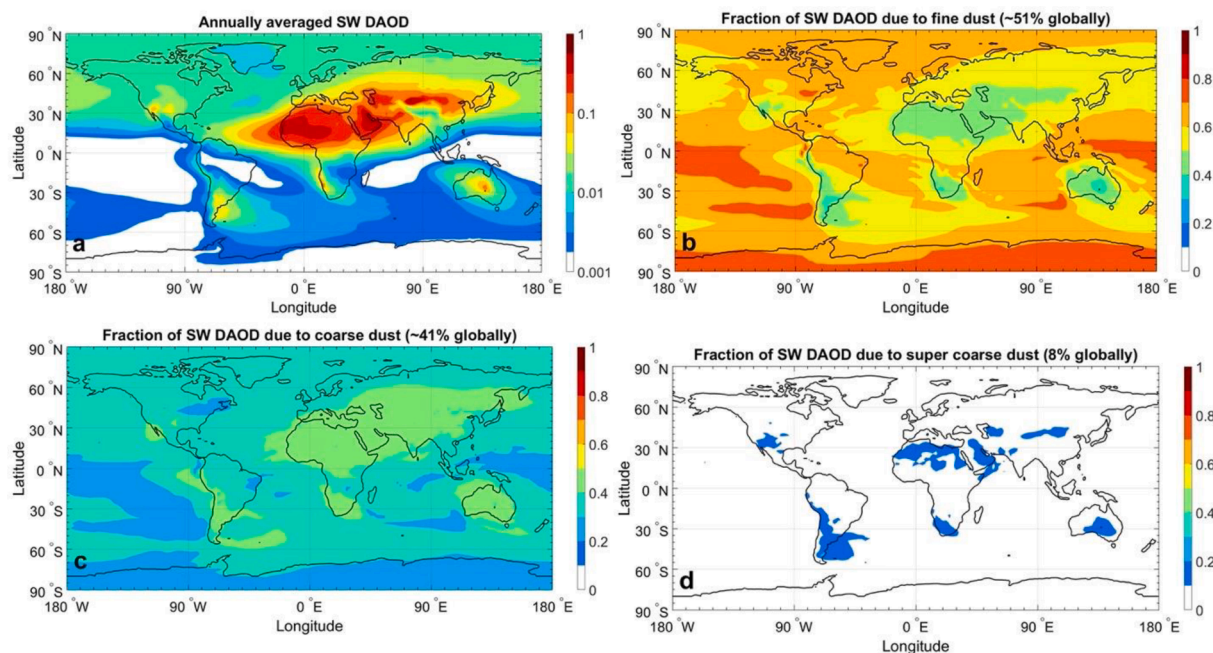 Annually averaged SW DAOD
90 °N
60 °N
30 °N
0 °N
30 °S
60 °S
90 °S
Latitude
180 °W
90 °W
0 °E
90 °E
180 °E
Longitude
1
0.1
0.01
0.001
a
Fraction of SW DAOD due to fine dust (~51% globally)
90 °N
60 °N
30 °N
0 °N
30 °S
60 °S
90 °S
Latitude
180 °W
90 °W
0 °E
90 °E
180 °E
Longitude
1
0.8
0.6
0.4
0.2
0
b
Fraction of SW DAOD due to coarse dust (~41% globally)
90 °N
60 °N
30 °N
0 °N
30 °S
60 °S
90 °S
Latitude
180 °W
90 °W
0 °E
90 °E
180 °E
Longitude
1
0.8
0.6
0.4
0.2
0
c
Fraction of SW DAOD due to super coarse dust (8% globally)
90 °N
60 °N
30 °N
0 °N
30 °S
60 °S
90 °S
Latitude
180 °W
90 °W
0 °E
90 °E
180 °E
Longitude
1
0.8
0.6
0.4
0.2
0
d